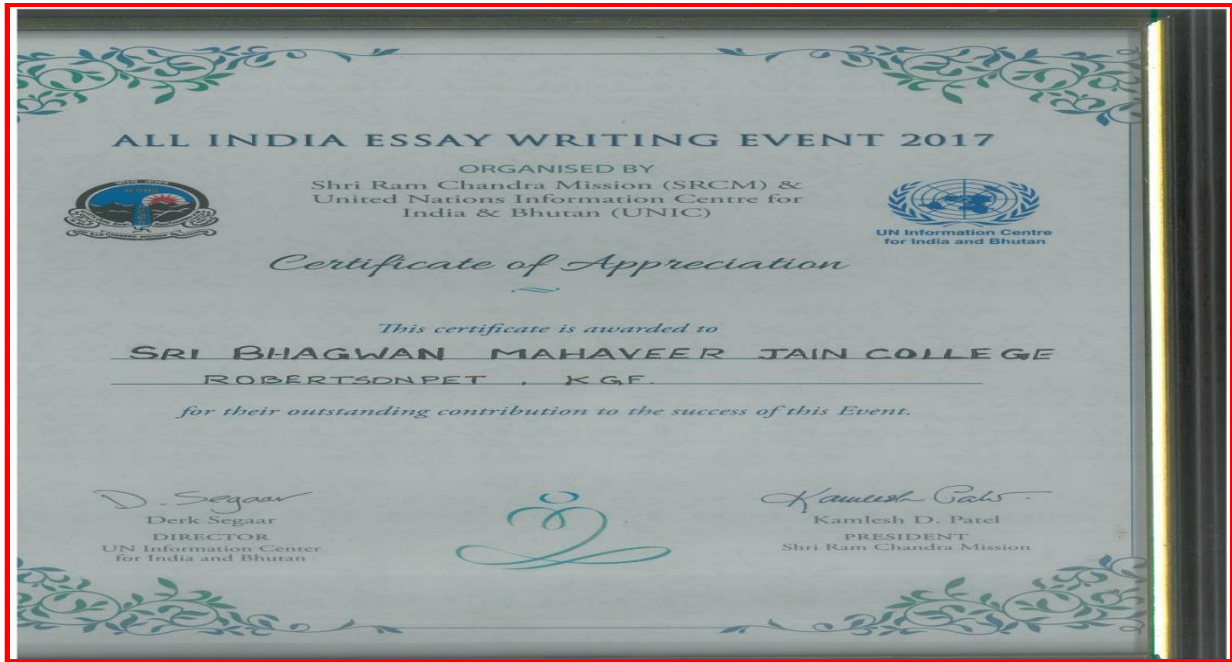 ALL INDIA ESSAY WRITING EVENT 2017
ORGANISED BY
Shri Ram Chandra Mission (SRCM) &
United Nations Information Centre for
India & Bhutan (UNIC)
UN Information Centre
for India and Bhutan
Certificate of Appreciation
This certificate is awarded to
SRI BHAGWAN MAHAVEER JAIN COLLEGE
ROBERTSONPET , KGF.
for their outstanding contribution to the success of this Event.
D. Segaar
Derk Segaar
DIRECTOR
UN Information Center
for India and Bhutan
Kamlesh D. Patel
PRESIDENT
Shri Ram Chandra Mission